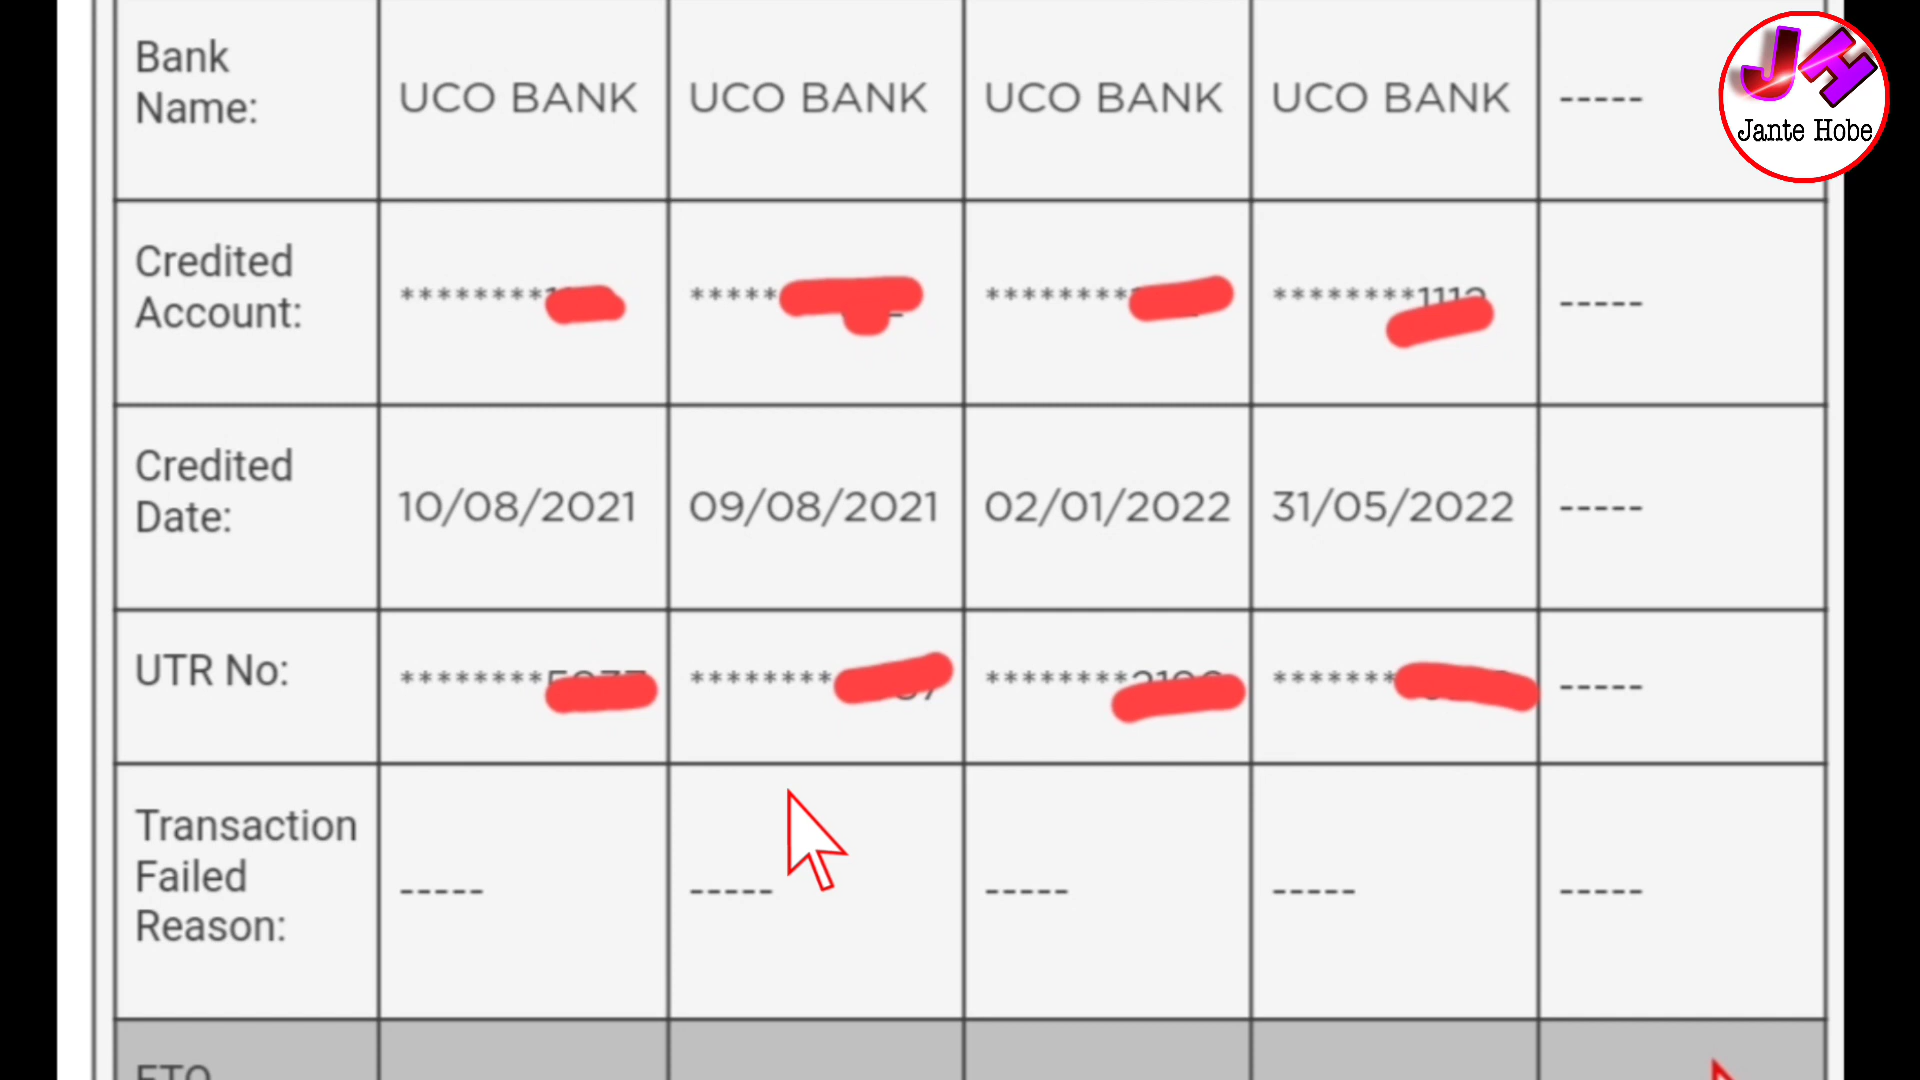 Bank
Name:
UCO BANK UCO BANK UCO BANK UCO BANK -----
JH
Jante Hobe
Credited
Account:
******** ***** ******** ******** -----
Credited
Date:
10/08/2021 09/08/2021 02/01/2022 31/05/2022 -----
UTR No: ******** ******** ******** ******* -----
Transaction
Failed
Reason:
----- ----- ----- ----- -----